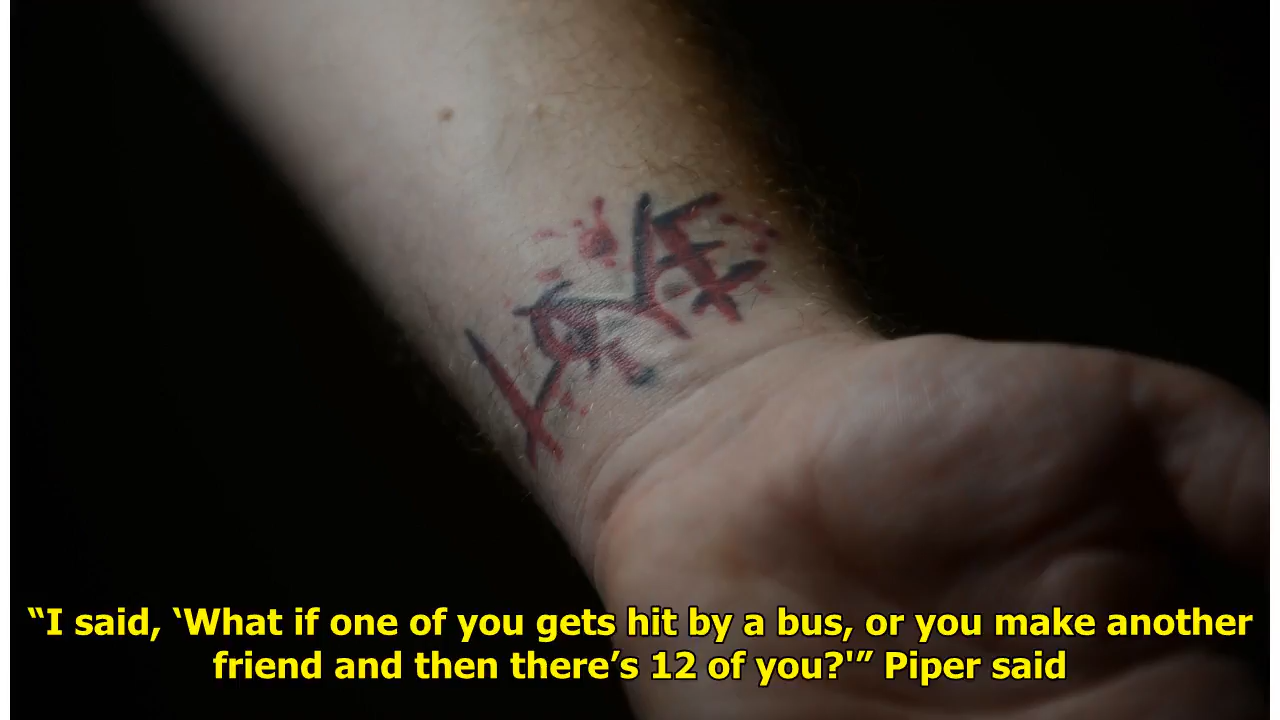 “I said, ‘What if one of you gets hit by a bus, or you make another
friend and then there’s 12 of you?'” Piper said